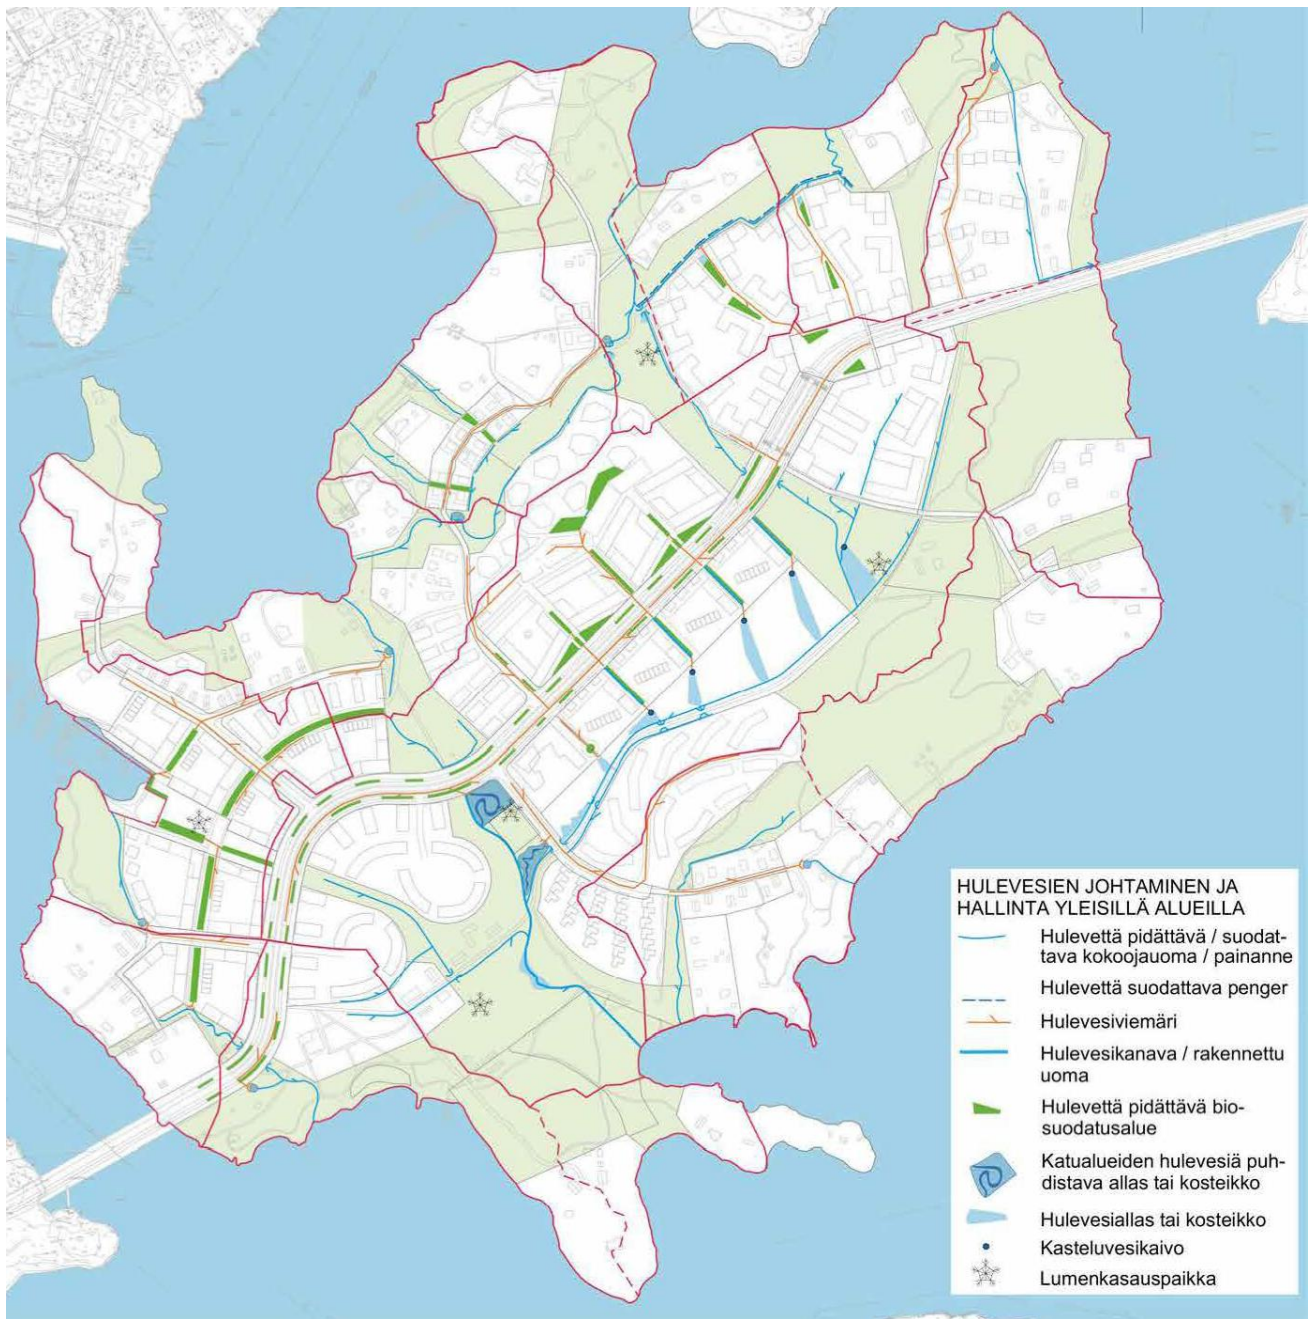 HULEVESIEN JOHTAMINEN JA
HALLINTA YLEISILLÄ ALUEILLA
Hulevettä pidättävä / suodat-
tava kokoojauoma / painanne
Hulevettä suodattava penger
Hulevesiviemäri
Hulevesikanava / rakennettu
uoma
Hulevettä pidättävä bio-
suodatusalue
Katualueiden hulevesiä puh-
distava allas tai kosteikko
Hulevesiallas tai kosteikko
Kasteluvesikaivo
Lumenkasauspaikka